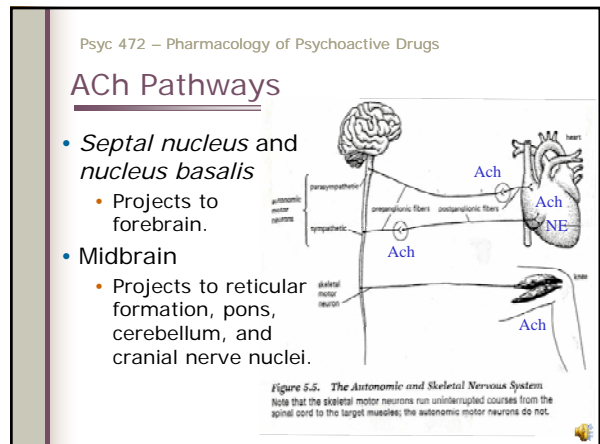 Psyc 472 – Pharmacology of Psychoactive Drugs
ACh Pathways
• Septal nucleus and
nucleus basalis
• Projects to
forebrain.
• Midbrain
• Projects to reticular
formation, pons,
cerebellum, and
cranial nerve nuclei.
heart
Ach
parasympathetic
autonomic
motor
neurons
preganglionic fibers
postganglionic fibers
Ach
NE
sympathetic
Ach
skeletal
motor
neuron
knee
Ach
Figure 5.5. The Autonomic and Skeletal Nervous System
Note that the skeletal motor neurons run uninterrupted courses from the
spinal cord to the target muscles; the autonomic motor neurons do not.